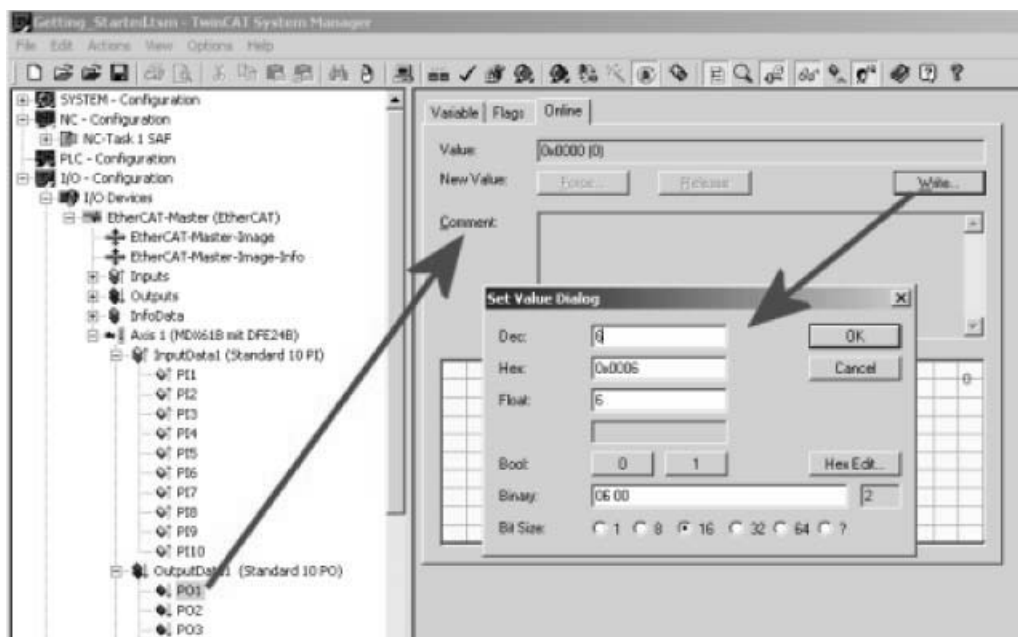 Getting_Started.tsm - TwinCAT System Manager
File Edit Actions View Options Help
SYSTEM - Configuration
NC - Configuration
NC-Task 1 SAF
PLC - Configuration
I/O - Configuration
I/O Devices
EtherCAT-Master (EtherCAT)
EtherCAT-Master-Image
EtherCAT-Master-Image-Info
Inputs
Outputs
InfoData
Axis 1 (MDX61B mit DFE24B)
InputData1 (Standard 10 PI)
PI1
PI2
PI3
PI4
PI5
PI6
PI7
PI8
PI9
PI10
OutputData1 (Standard 10 PO)
PO1
PO2
PO3
Variable Flags Online
Value: 0x0000 (0)
New Value: Force... Release Write...
Comment:
0
Set Value Dialog
Dec: 6 OK
Hex: 0x0006 Cancel
Float: 6
Bool: 0 1 Hex Edit...
Binary: 06 00 2
Bit Size: 1 8 16 32 64 ?